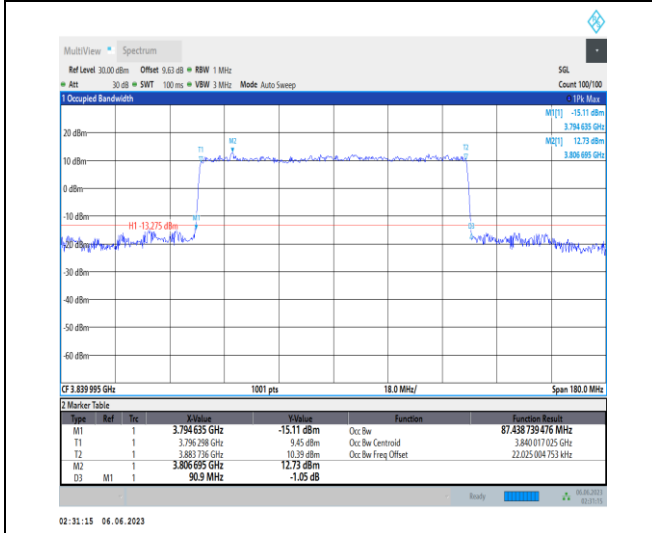 MultiView Spectrum
Ref Level 30.00 dBm Offset 9.63 dB RBW 1 MHz SGL
Att 30 dB SWT 100 ms VBW 3 MHz Mode Auto Sweep Count 100/100
1 Occupied Bandwidth 1Pk Max
M1[1] -15.11 dBm
3.794 635 GHz
M2[1] 12.73 dBm
3.806 695 GHz
20 dBm
M2
T1
T2
10 dBm
0 dBm
-10 dBm
M1
H1 -13.275 dBm
D3
-20 dBm
-30 dBm
-40 dBm
-50 dBm
-60 dBm
CF 3.839 995 GHz 1001 pts 18.0 MHz/ Span 180.0 MHz
2 Marker Table
Type Ref Trc X-Value Y-Value Function Function Result
M1 1 3.794 635 GHz -15.11 dBm Occ Bw 87.438 739 476 MHz
T1 1 3.796 298 GHz 9.45 dBm Occ Bw Centroid 3.840 017 025 GHz
T2 1 3.883 736 GHz 10.39 dBm Occ Bw Freq Offset 22.025 004 753 kHz
M2 1 3.806 695 GHz 12.73 dBm
D3 M1 1 90.9 MHz -1.05 dB
Ready 06.06.2023
02:31:15
02:31:15 06.06.2023